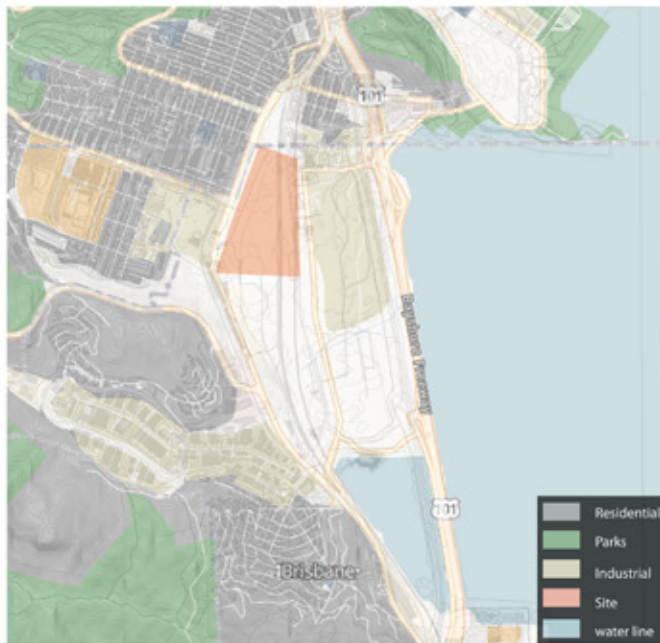 101
Bayshore Freeway
101
Brisbane
Residential
Parks
Industrial
Site
water line